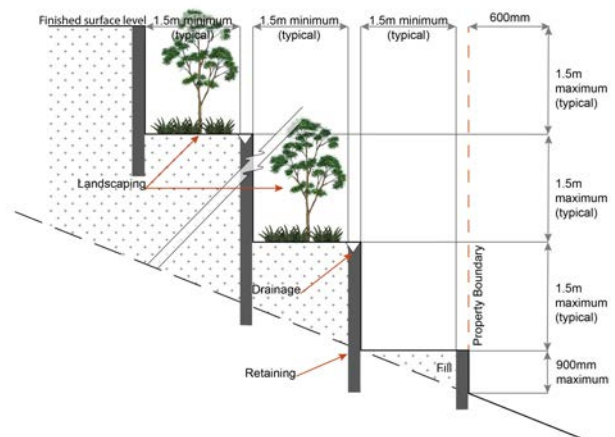 1.5m minimum
(typical)
1.5m minimum
(typical)
1.5m minimum
(typical)
600mm
Finished surface level
1.5m
maximum
(typical)
Landscaping
1.5m
maximum
(typical)
Drainage
Property Boundary
1.5m
maximum
(typical)
Retaining
Fill
900mm
maximum